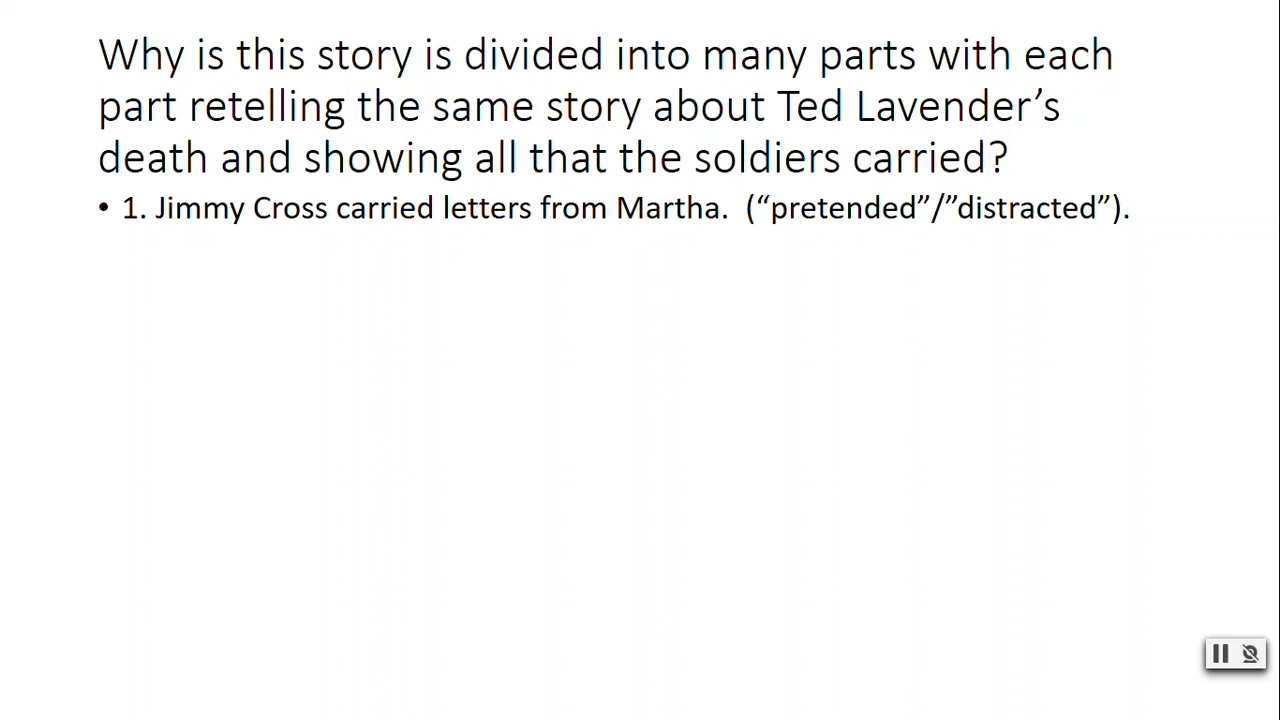 Why is this story is divided into many parts with each
part retelling the same story about Ted Lavender’s
death and showing all that the soldiers carried?
• 1. Jimmy Cross carried letters from Martha.  (“pretended”/”distracted”).